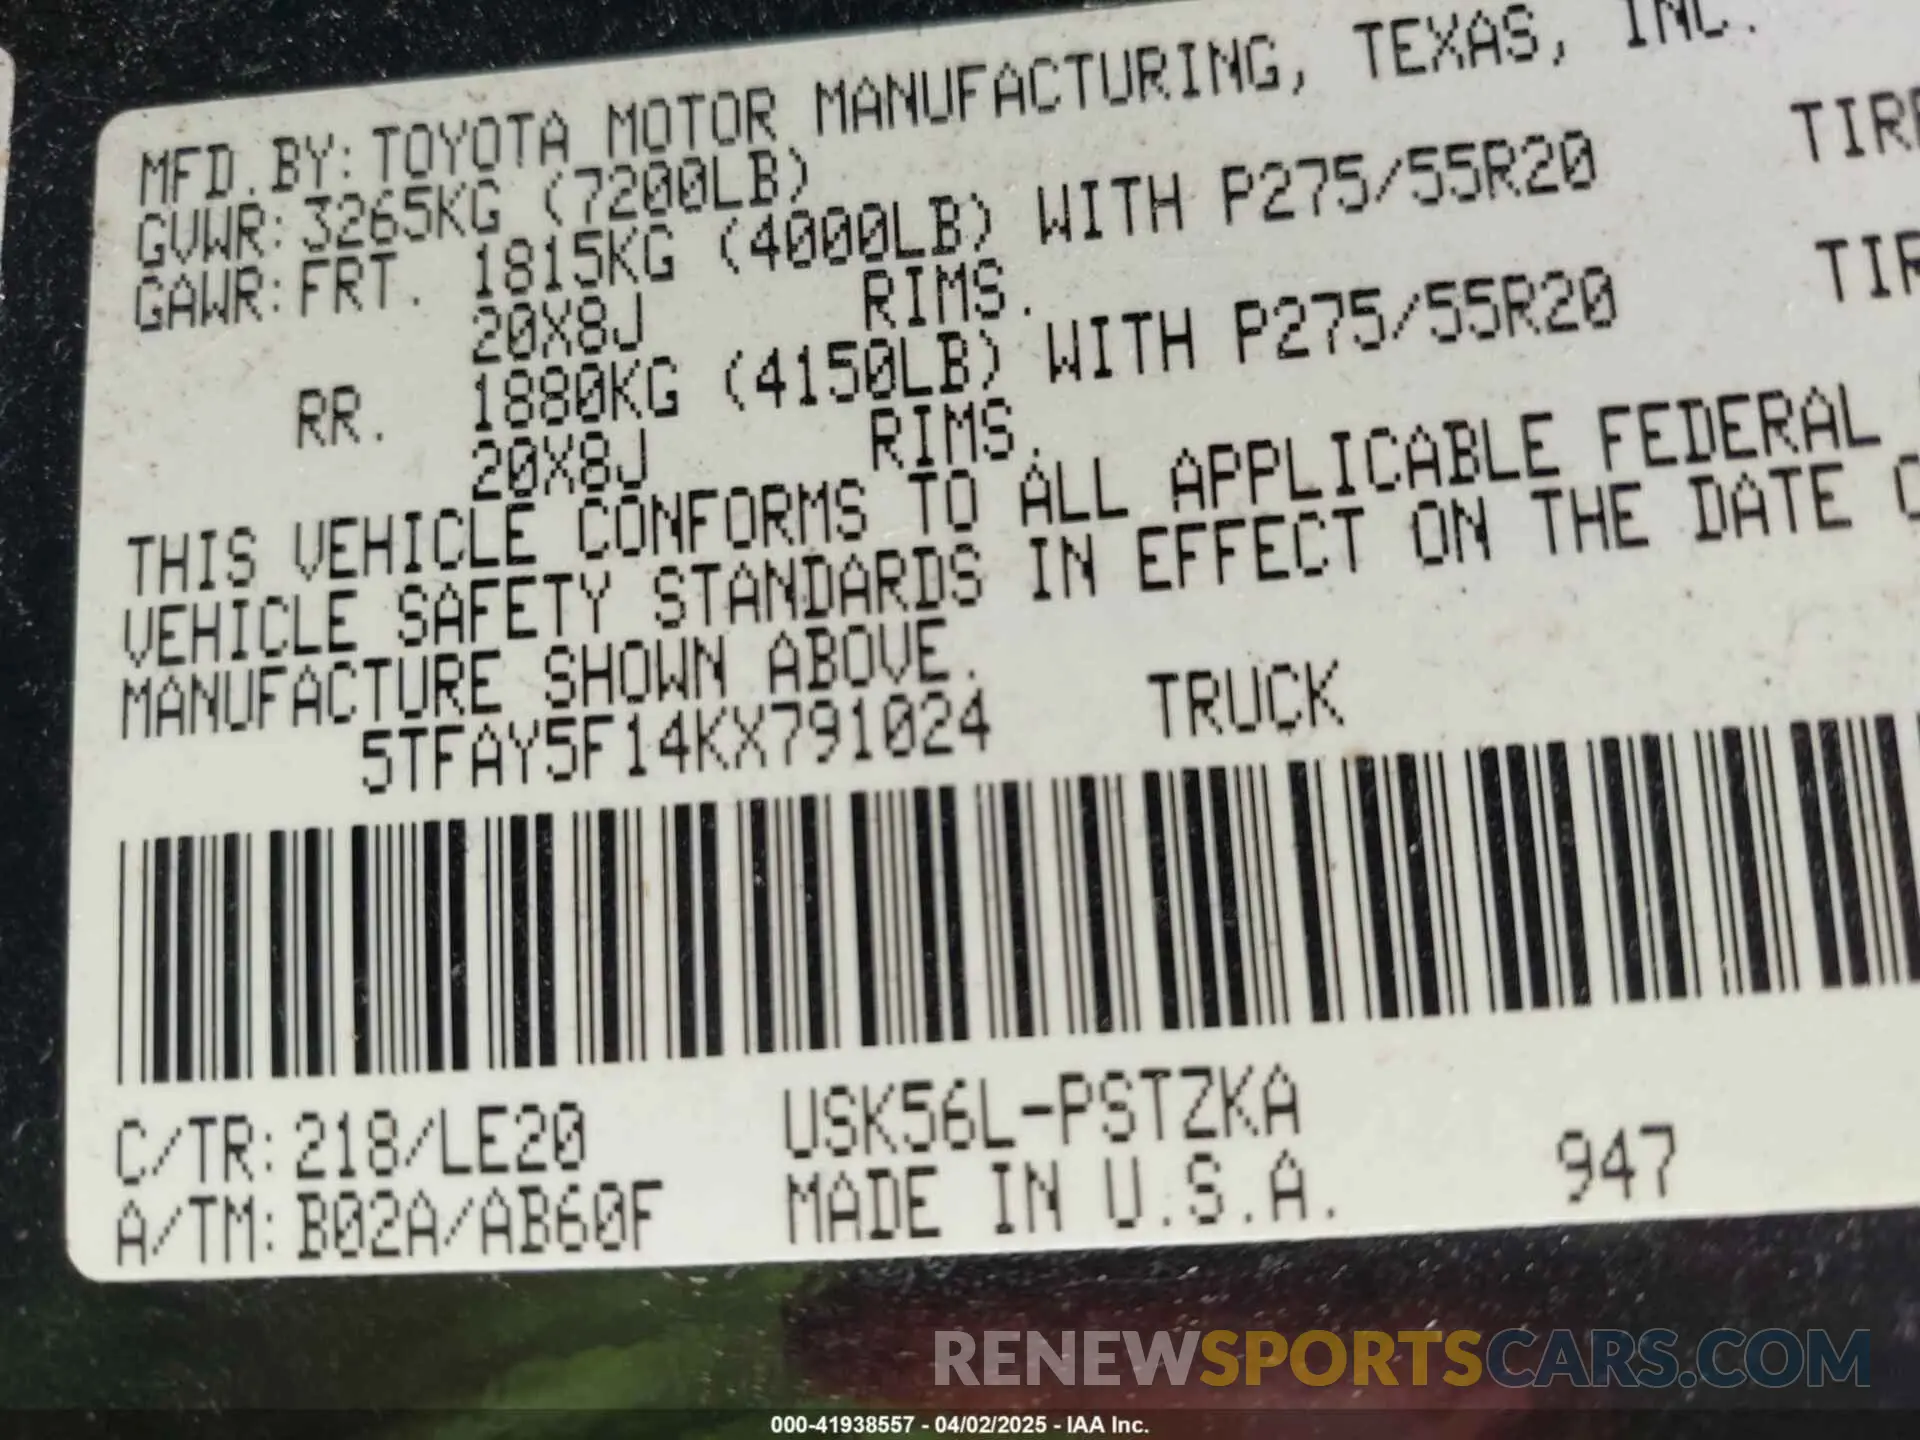 MFD.BY: TOYOTA MOTOR MANUFACTURING, TEXAS, INC.
GVWR: 3265KG (7200LB)
GAWR: FRT. 1815KG (4000LB) WITH P275/55R20
20X8J RIMS.
RR. 1880KG (4150LB) WITH P275/55R20
20X8J RIMS.
THIS VEHICLE CONFORMS TO ALL APPLICABLE FEDERAL
VEHICLE SAFETY STANDARDS IN EFFECT ON THE DATE
MANUFACTURE SHOWN ABOVE.
5TFAY5F14KX791024 TRUCK
C/TR: 218/LE20 USK56L-PSTZKA
A/TM: B02A/AB60F MADE IN U.S.A. 947
RENEWSPORTSCARS.COM
000-41938557 - 04/02/2025 - IAA Inc.